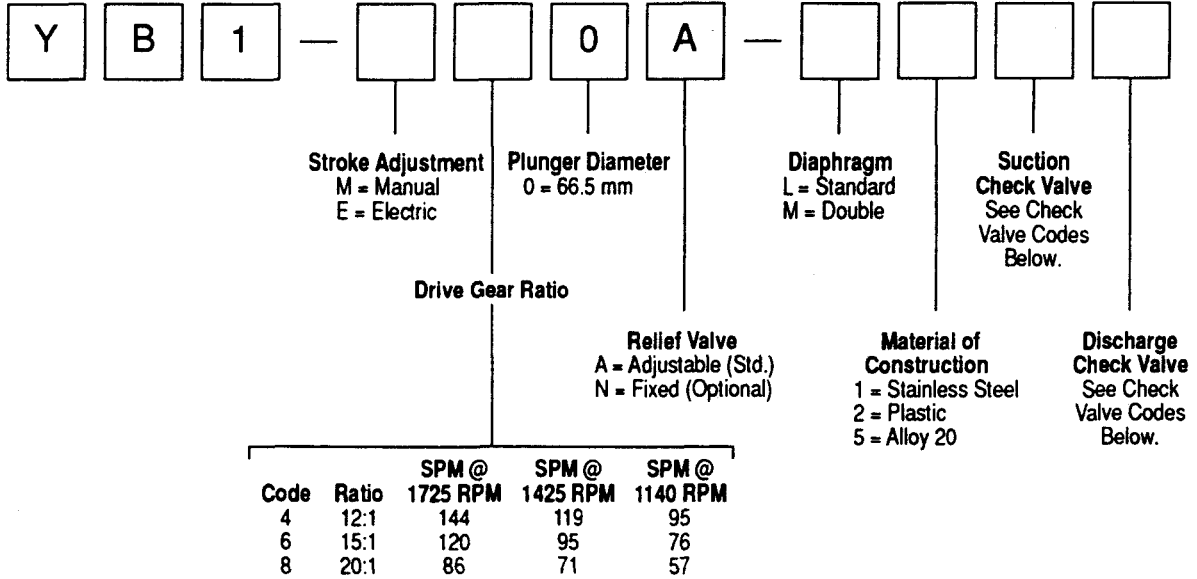 Y B 1 — 0 A —
Stroke Adjustment
M = Manual
E = Electric
Plunger Diameter
0 = 66.5 mm
Diaphragm
L = Standard
M = Double
Suction
Check Valve
See Check
Valve Codes
Below.
Drive Gear Ratio
Relief Valve
A = Adjustable (Std.)
N = Fixed (Optional)
Material of
Construction
1 = Stainless Steel
2 = Plastic
5 = Alloy 20
Discharge
Check Valve
See Check
Valve Codes
Below.
SPM @ SPM @ SPM @
Code Ratio 1725 RPM 1425 RPM 1140 RPM
4 12:1 144 119 95
6 15:1 120 95 76
8 20:1 86 71 57